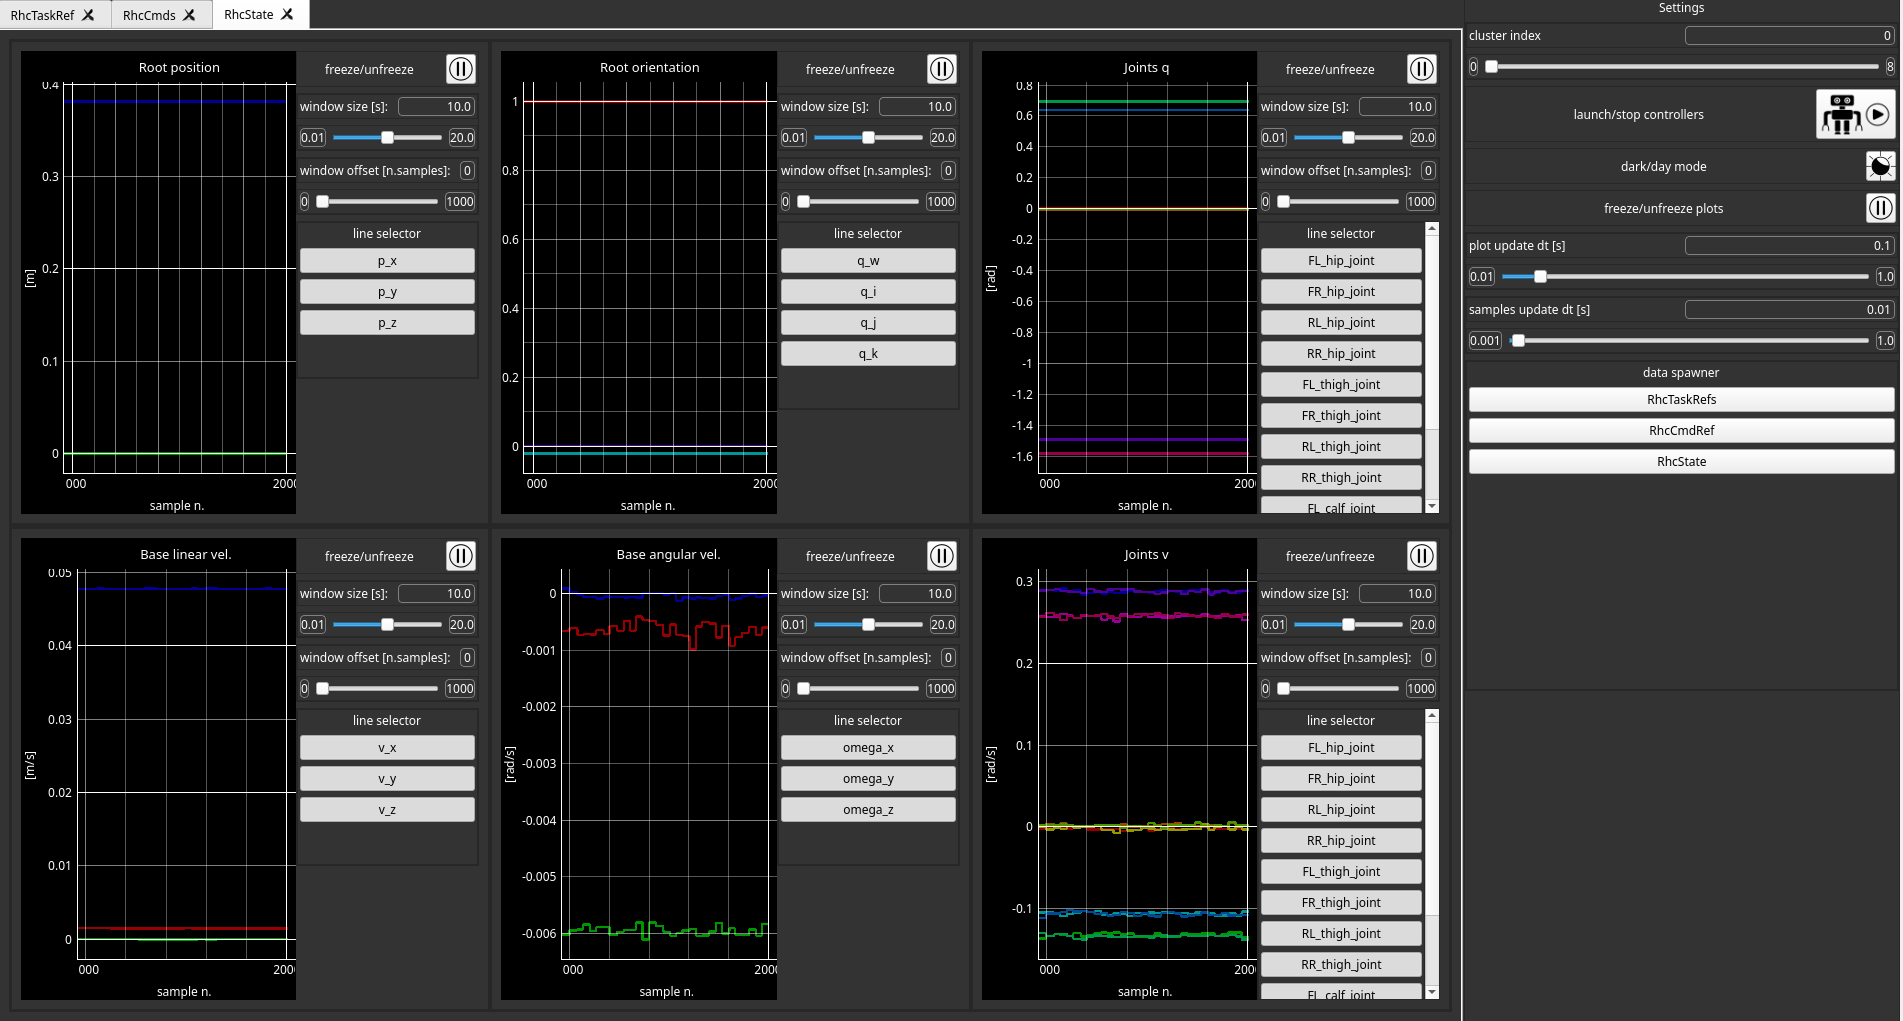 RhcTaskRef
RhcCmds
RhcState
Root position
0.4
0.3
0.2
0.1
0
[m]
000
2000
sample n.
freeze/unfreeze
window size [s]:
10.0
0.01
20.0
window offset [n.samples]:
0
0
1000
line selector
p_x
p_y
p_z
Root orientation
1
0.8
0.6
0.4
0.2
0
000
2000
sample n.
freeze/unfreeze
window size [s]:
10.0
0.01
20.0
window offset [n.samples]:
0
0
1000
line selector
q_w
q_i
q_j
q_k
Joints q
0.8
0.6
0.4
0.2
0
-0.2
-0.4
-0.6
-0.8
-1
-1.2
-1.4
-1.6
[rad]
000
200
sample n.
freeze/unfreeze
window size [s]:
10.0
0.01
20.0
window offset [n.samples]:
0
0
1000
line selector
FL_hip_joint
FR_hip_joint
RL_hip_joint
RR_hip_joint
FL_thigh_joint
FR_thigh_joint
RL_thigh_joint
RR_thigh_joint
FL_calf_joint
Base linear vel.
0.05
0.04
0.03
0.02
0.01
0
[m/s]
000
200
sample n.
freeze/unfreeze
window size [s]:
10.0
0.01
20.0
window offset [n.samples]:
0
0
1000
line selector
v_x
v_y
v_z
Base angular vel.
0
-0.001
-0.002
-0.003
-0.004
-0.005
-0.006
[rad/s]
000
2000
sample n.
freeze/unfreeze
window size [s]:
10.0
0.01
20.0
window offset [n.samples]:
0
0
1000
line selector
omega_x
omega_y
omega_z
Joints v
0.3
0.2
0.1
0
-0.1
[rad/s]
000
200
sample n.
freeze/unfreeze
window size [s]:
10.0
0.01
20.0
window offset [n.samples]:
0
0
1000
line selector
FL_hip_joint
FR_hip_joint
RL_hip_joint
RR_hip_joint
FL_thigh_joint
FR_thigh_joint
RL_thigh_joint
RR_thigh_joint
FL_calf_joint
Settings
cluster index
0
0
8
launch/stop controllers
dark/day mode
freeze/unfreeze plots
plot update dt [s]
0.1
0.01
1.0
samples update dt [s]
0.01
0.001
1.0
data spawner
RhcTaskRefs
RhcCmdRef
RhcState